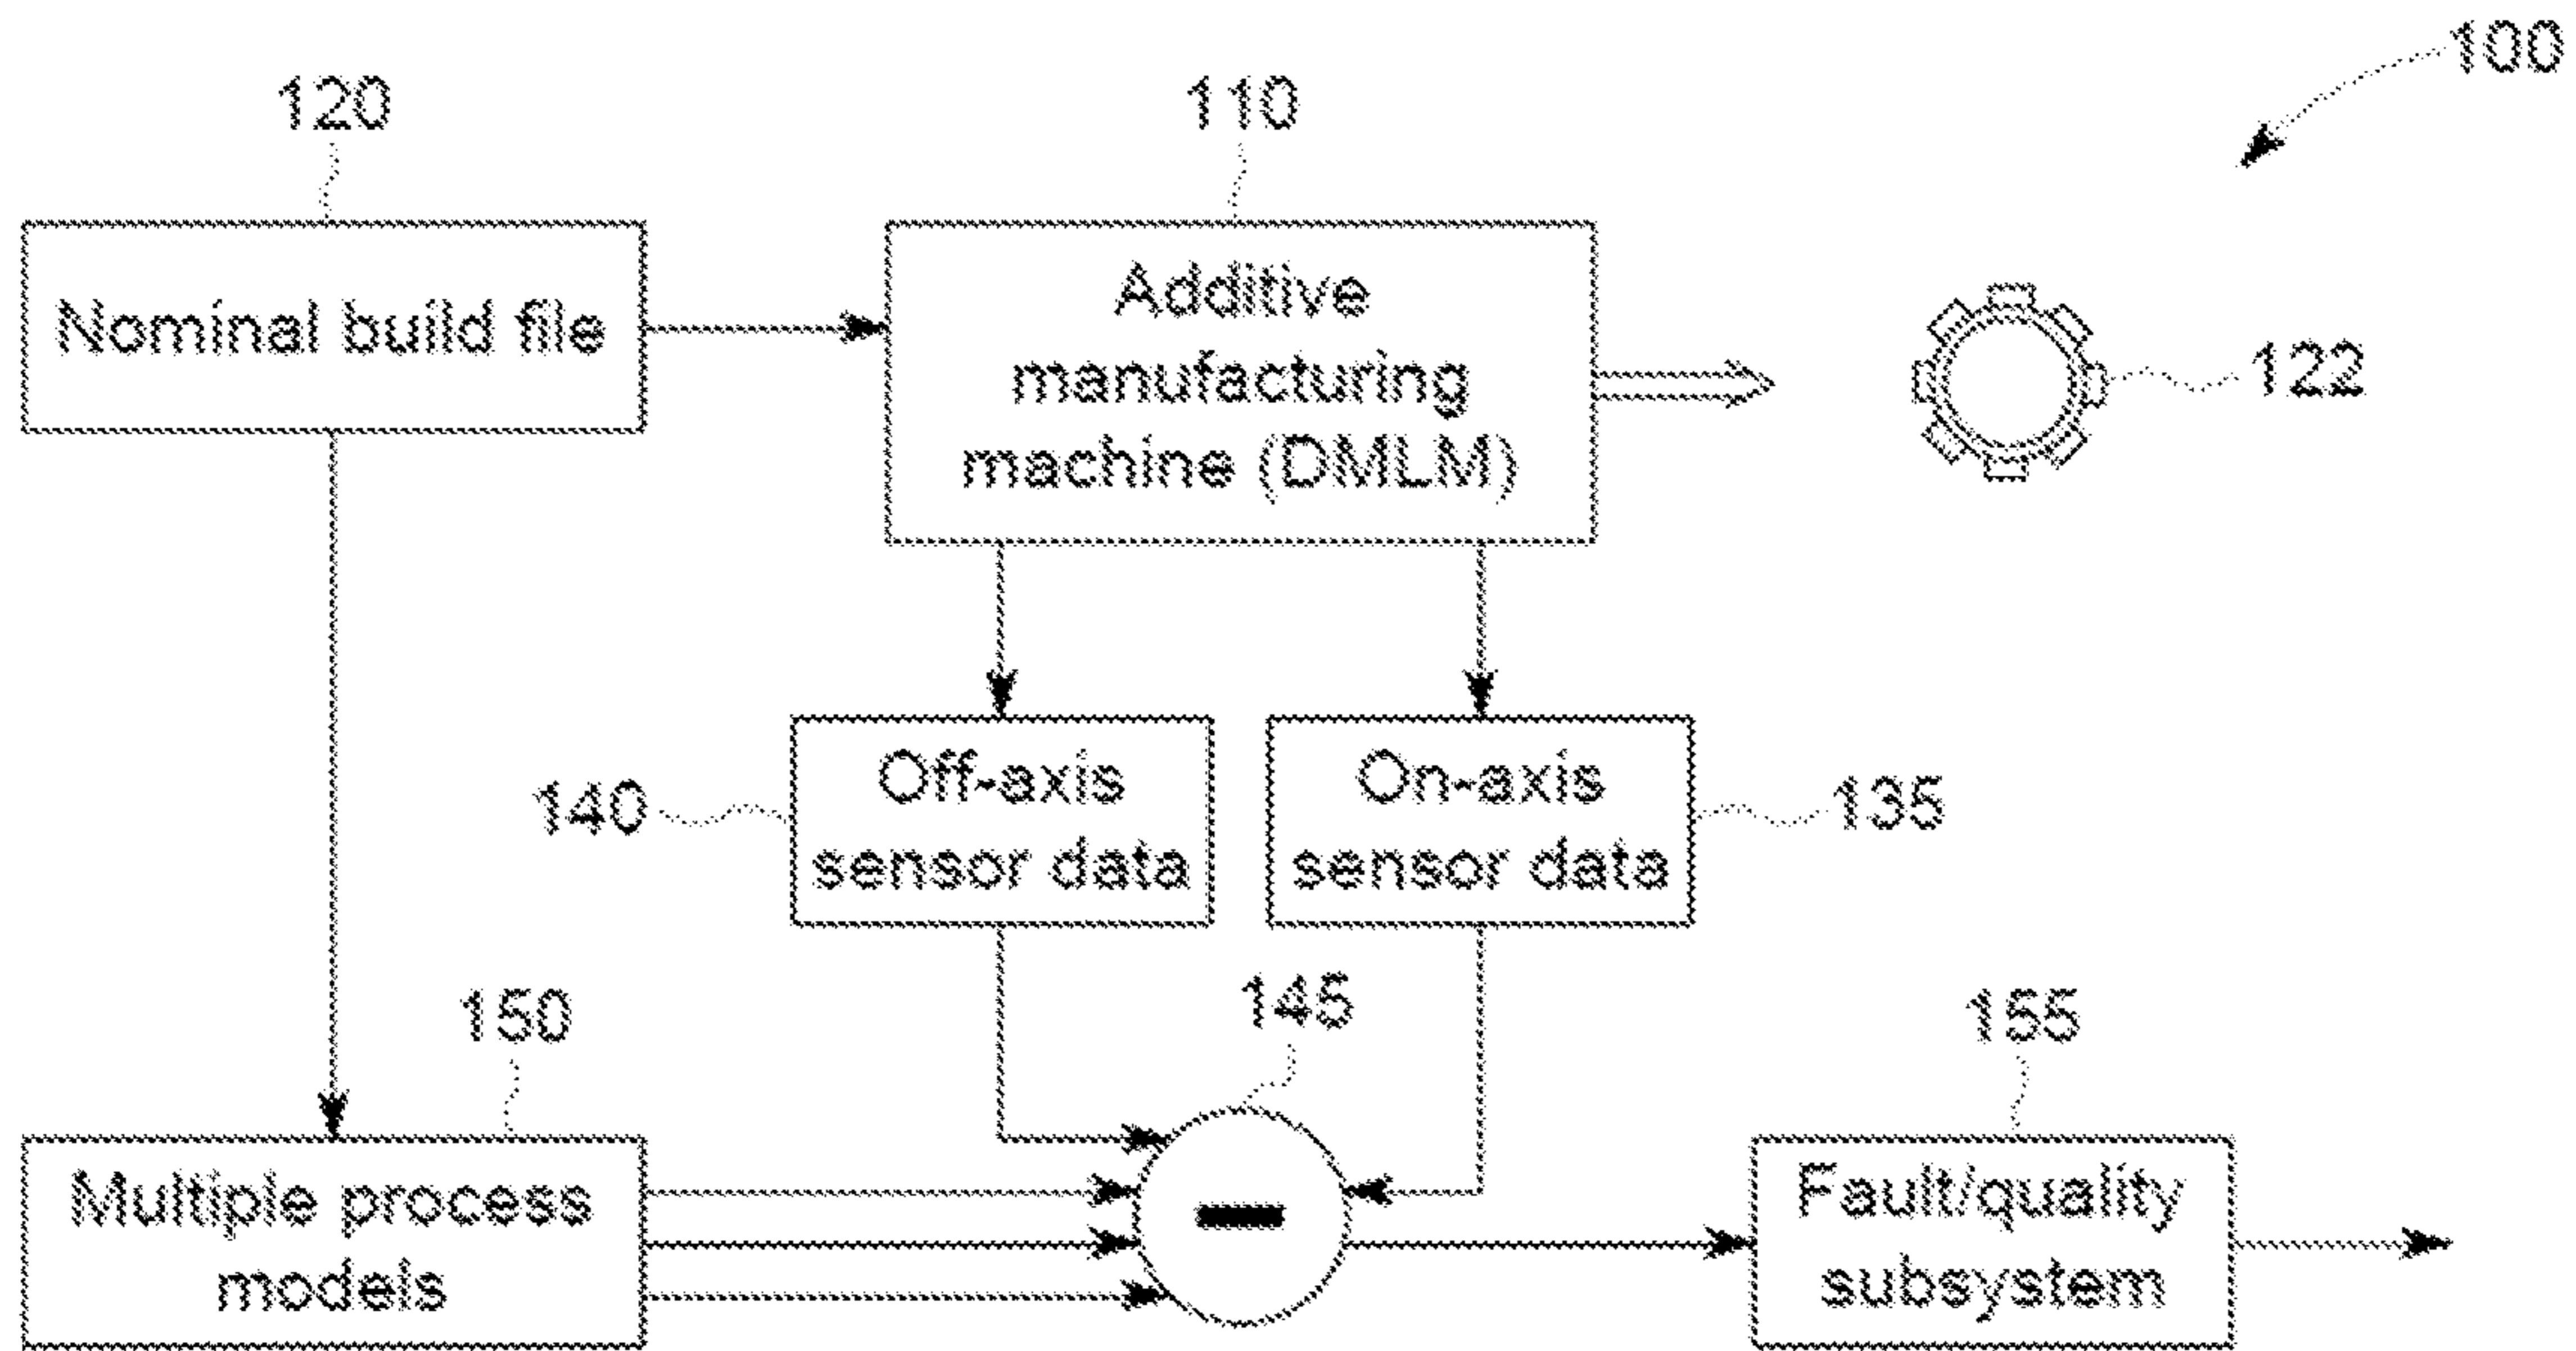 100
120
110
Nominal build file
Additive
manufacturing
machine (DMLM)
122
140
Off-axis
sensor data
On-axis
sensor data
135
150
145
155
Multiple process
models
Fault/quality
subsystem